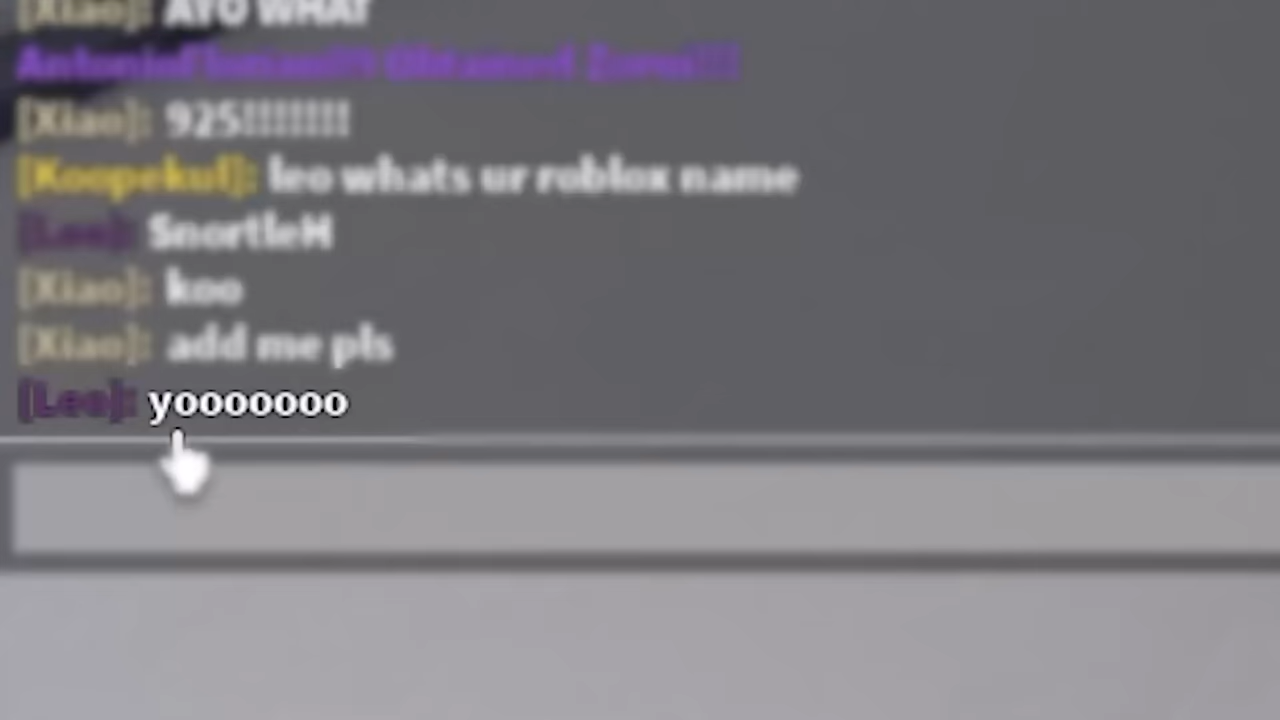 [Xiao]: AYO WHAT
Obtained
[Xiao]: 925!!!!!!!!
[Koopekul]: leo whats ur roblox name
[Leo]: SnortleH
[Xiao]: koo
[Xiao]: add me pls
[Leo]: yooooooo